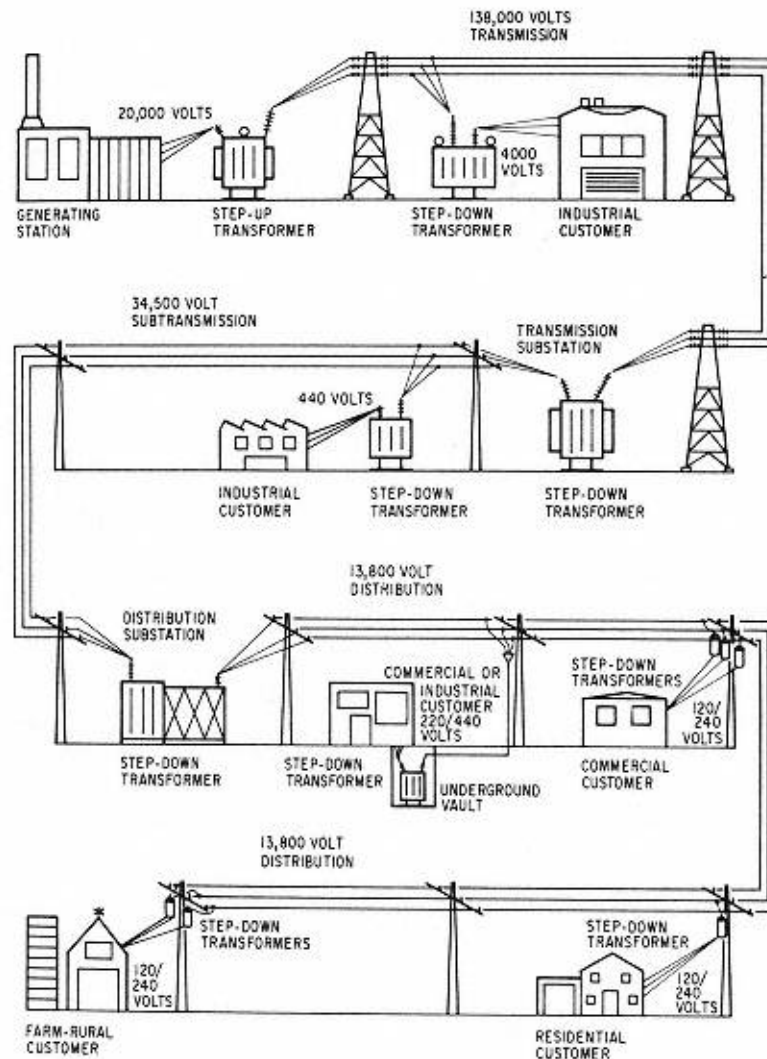 138,000 VOLTS
TRANSMISSION
20,000 VOLTS
4000
VOLTS
GENERATING
STATION
STEP-UP
TRANSFORMER
STEP-DOWN
TRANSFORMER
INDUSTRIAL
CUSTOMER
34,500 VOLT
SUBTRANSMISSION
TRANSMISSION
SUBSTATION
440 VOLTS
INDUSTRIAL
CUSTOMER
STEP-DOWN
TRANSFORMER
STEP-DOWN
TRANSFORMER
13,800 VOLT
DISTRIBUTION
DISTRIBUTION
SUBSTATION
COMMERCIAL OR
INDUSTRIAL
CUSTOMER
220/440
VOLTS
STEP-DOWN
TRANSFORMERS
120/
240
VOLTS
STEP-DOWN
TRANSFORMER
STEP-DOWN
TRANSFORMER
UNDERGROUND
VAULT
COMMERCIAL
CUSTOMER
13,800 VOLT
DISTRIBUTION
STEP-DOWN
TRANSFORMERS
STEP-DOWN
TRANSFORMER
120/
240
VOLTS
120/
240
VOLTS
FARM-RURAL
CUSTOMER
RESIDENTIAL
CUSTOMER